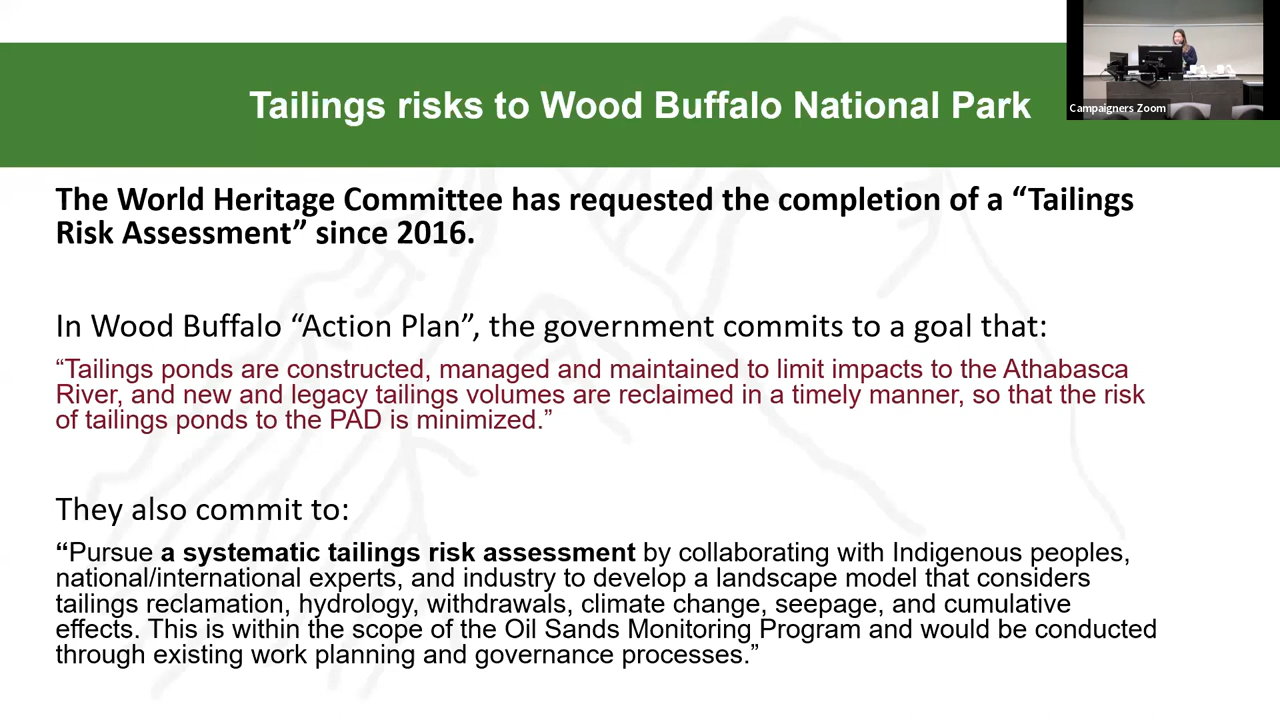 Tailings risks to Wood Buffalo National Park
Campaigners Zoom
The World Heritage Committee has requested the completion of a “Tailings
Risk Assessment” since 2016.
In Wood Buffalo “Action Plan”, the government commits to a goal that:
“Tailings ponds are constructed, managed and maintained to limit impacts to the Athabasca
River, and new and legacy tailings volumes are reclaimed in a timely manner, so that the risk
of tailings ponds to the PAD is minimized.”
They also commit to:
“Pursue a systematic tailings risk assessment by collaborating with Indigenous peoples,
national/international experts, and industry to develop a landscape model that considers
tailings reclamation, hydrology, withdrawals, climate change, seepage, and cumulative
effects. This is within the scope of the Oil Sands Monitoring Program and would be conducted
through existing work planning and governance processes.”